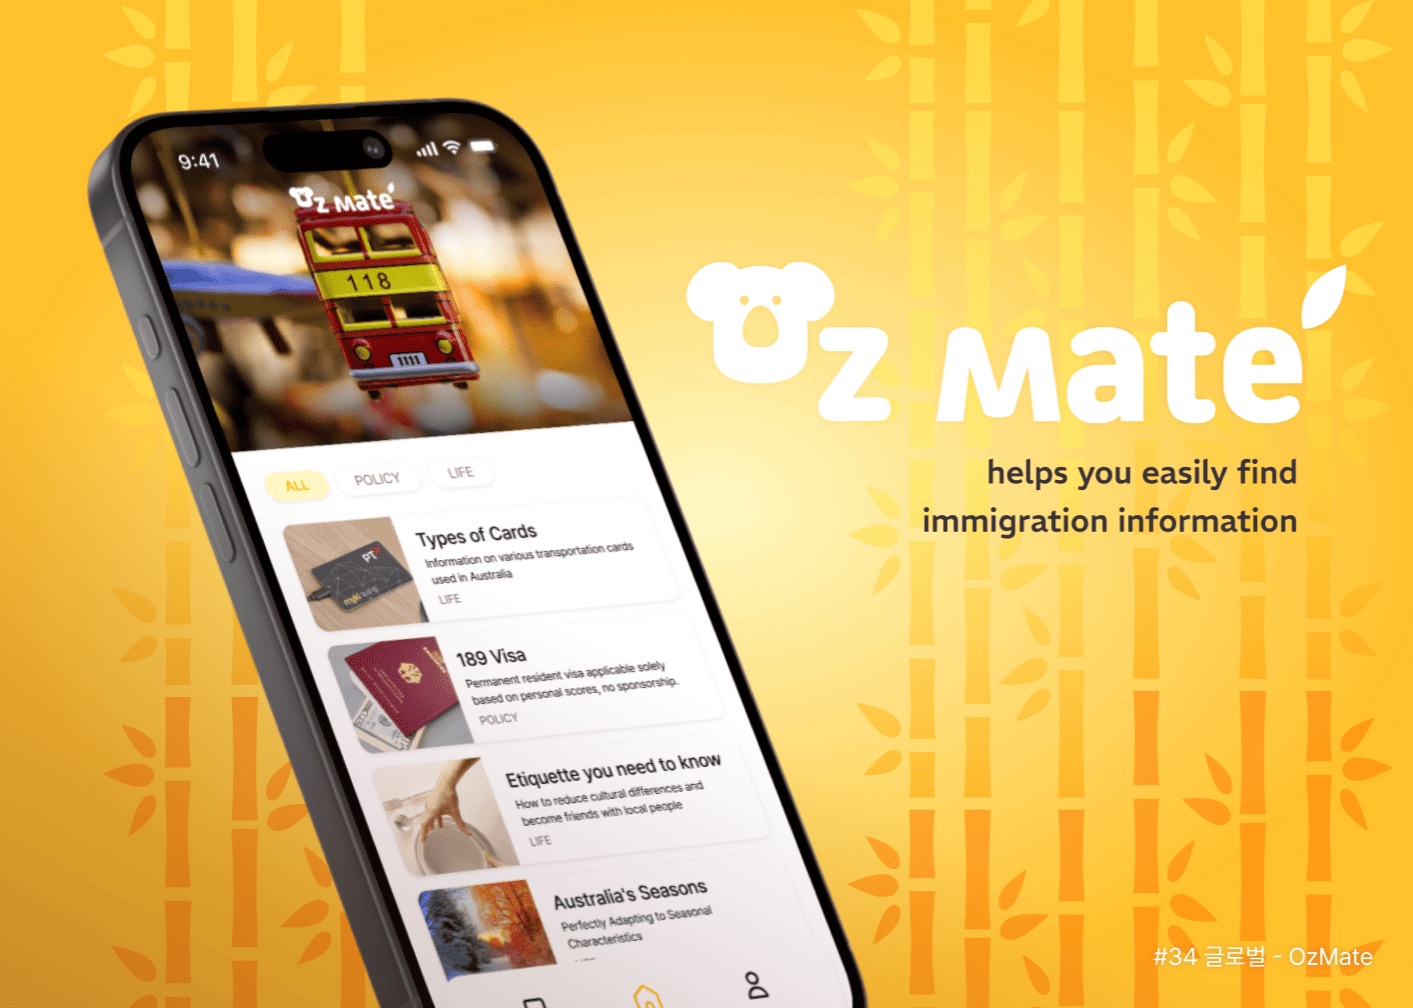 9:41
Oz Mate
118
1111
ALL
POLICY
LIFE
Types of Cards
Information on various transportation cards
used in Australia
LIFE
189 Visa
Permanent resident visa applicable solely
based on personal scores, no sponsorship.
POLICY
Etiquette you need to know
How to reduce cultural differences and
become friends with local people
LIFE
Australia's Seasons
Perfectly Adapting to Seasonal
Characteristics
PT
Oz Mate
helps you easily find
immigration information
#34 글로벌 - OzMate